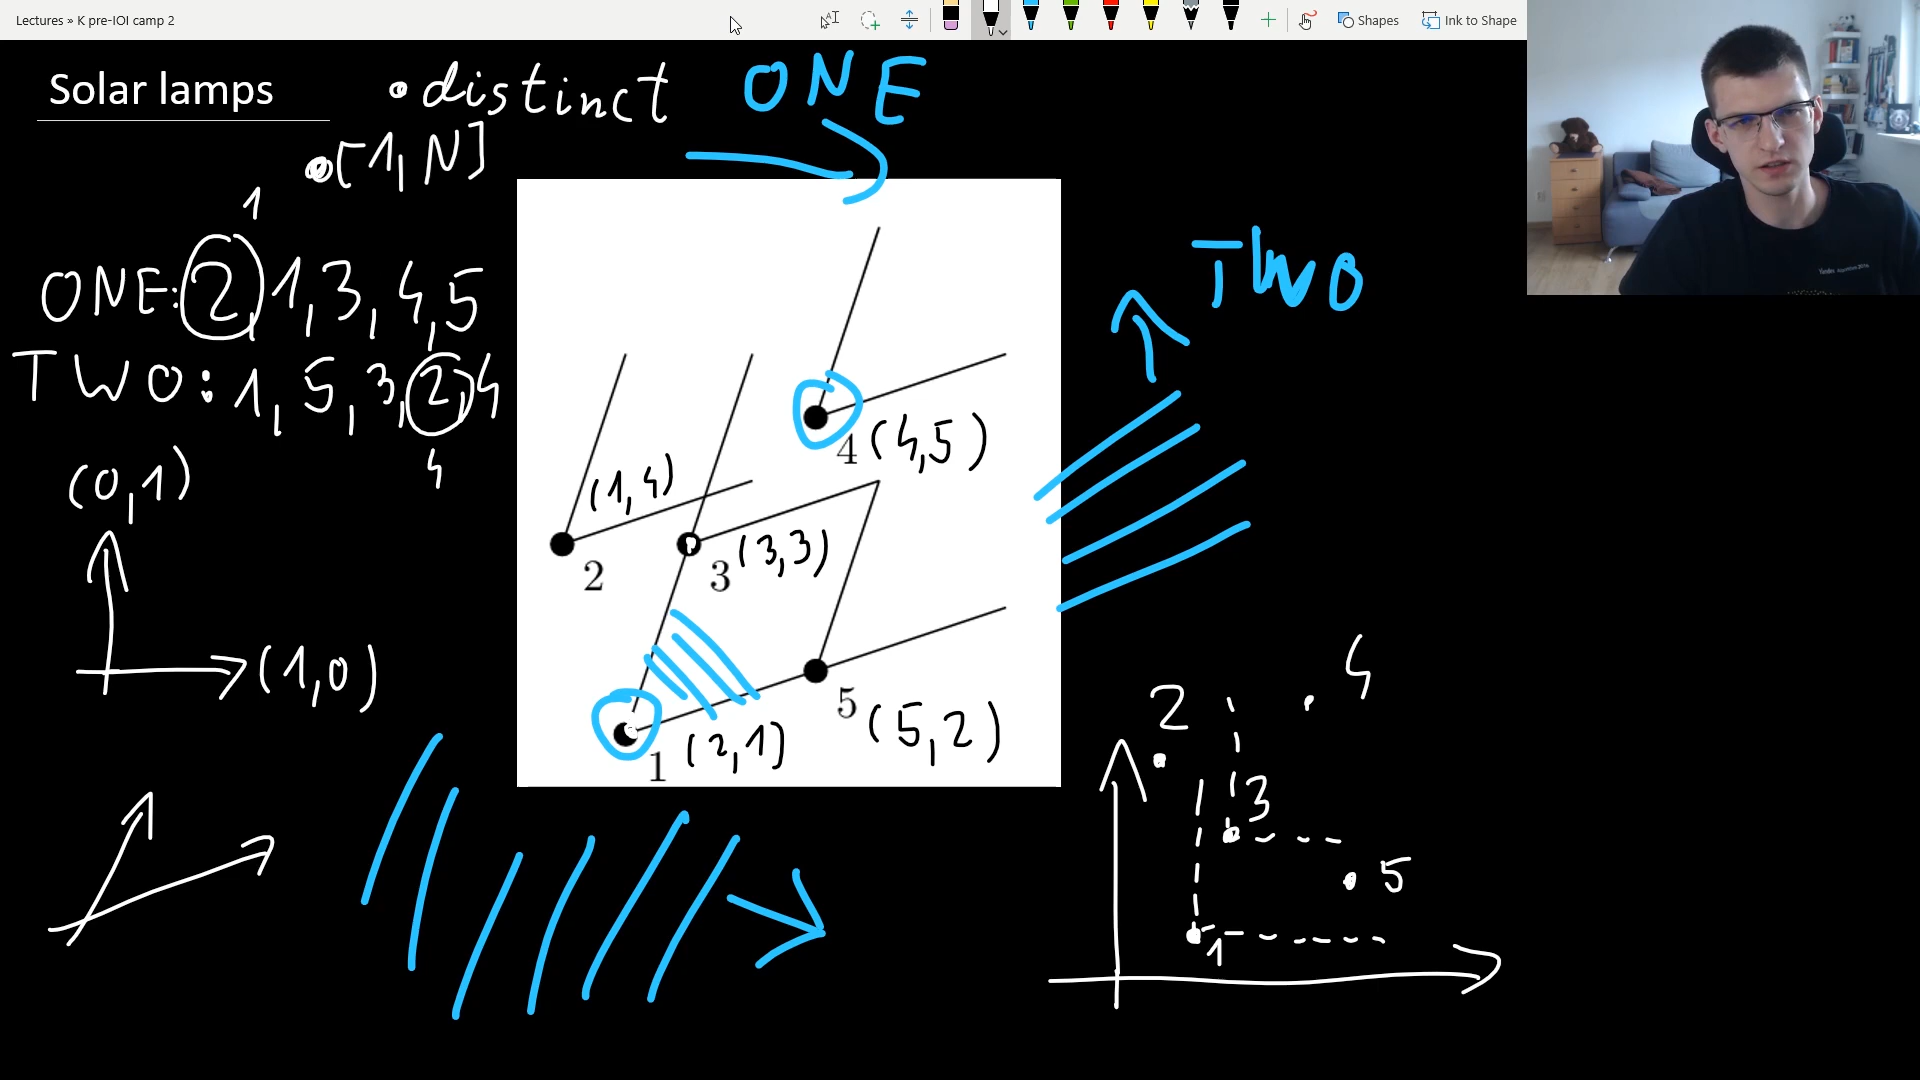 Lectures » K pre-IOI camp 2
Shapes
Ink to Shape
Solar lamps
• distinct
ONE
• [1, N]
1
ONE: 2, 1, 3, 4, 5
TWO
TWO: 1, 5, 3, 2, 4
4
4 (4,5)
(0,1)
(1,4)
2
3 (3,3)
(1,0)
5 (5,2)
1 (2,1)
2
4
3
5
1